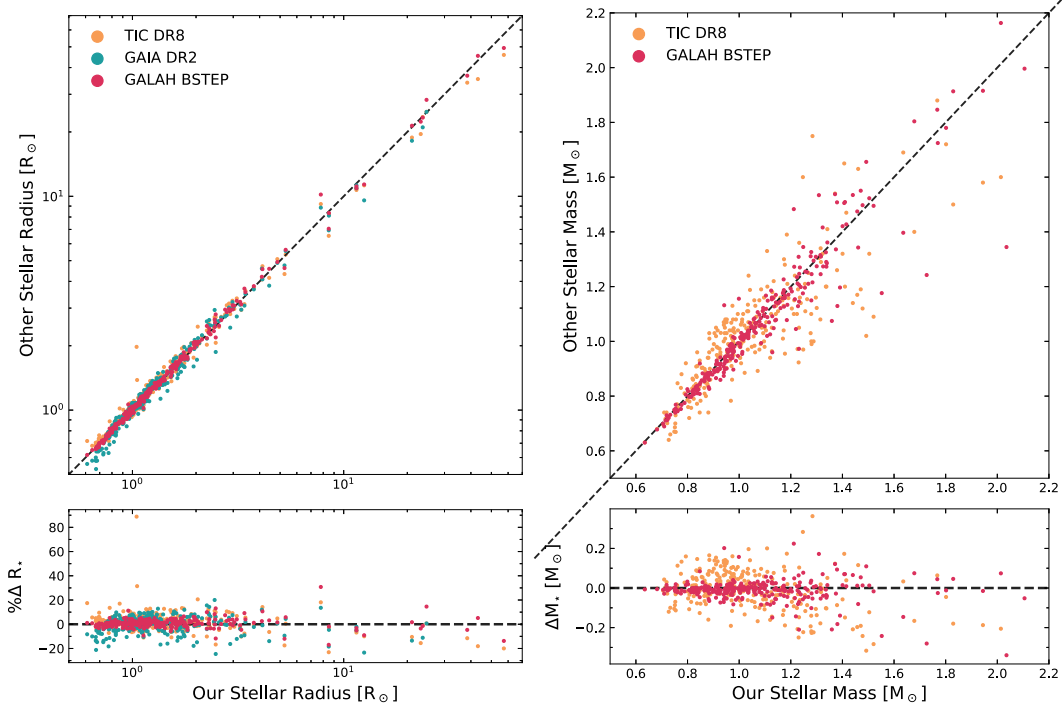 TIC DR8
GAIA DR2
GALAH BSTEP
Other Stellar Radius [R⊙]
10¹
10⁰
10⁰ 10¹
%Δ R⋆
80
60
40
20
0
−20
10⁰ 10¹
Our Stellar Radius [R⊙]
TIC DR8
GALAH BSTEP
Other Stellar Mass [M⊙]
2.2
2.0
1.8
1.6
1.4
1.2
1.0
0.8
0.6
0.6 0.8 1.0 1.2 1.4 1.6 1.8 2.0 2.2
ΔM⋆ [M⊙]
0.2
0.0
−0.2
0.6 0.8 1.0 1.2 1.4 1.6 1.8 2.0 2.2
Our Stellar Mass [M⊙]